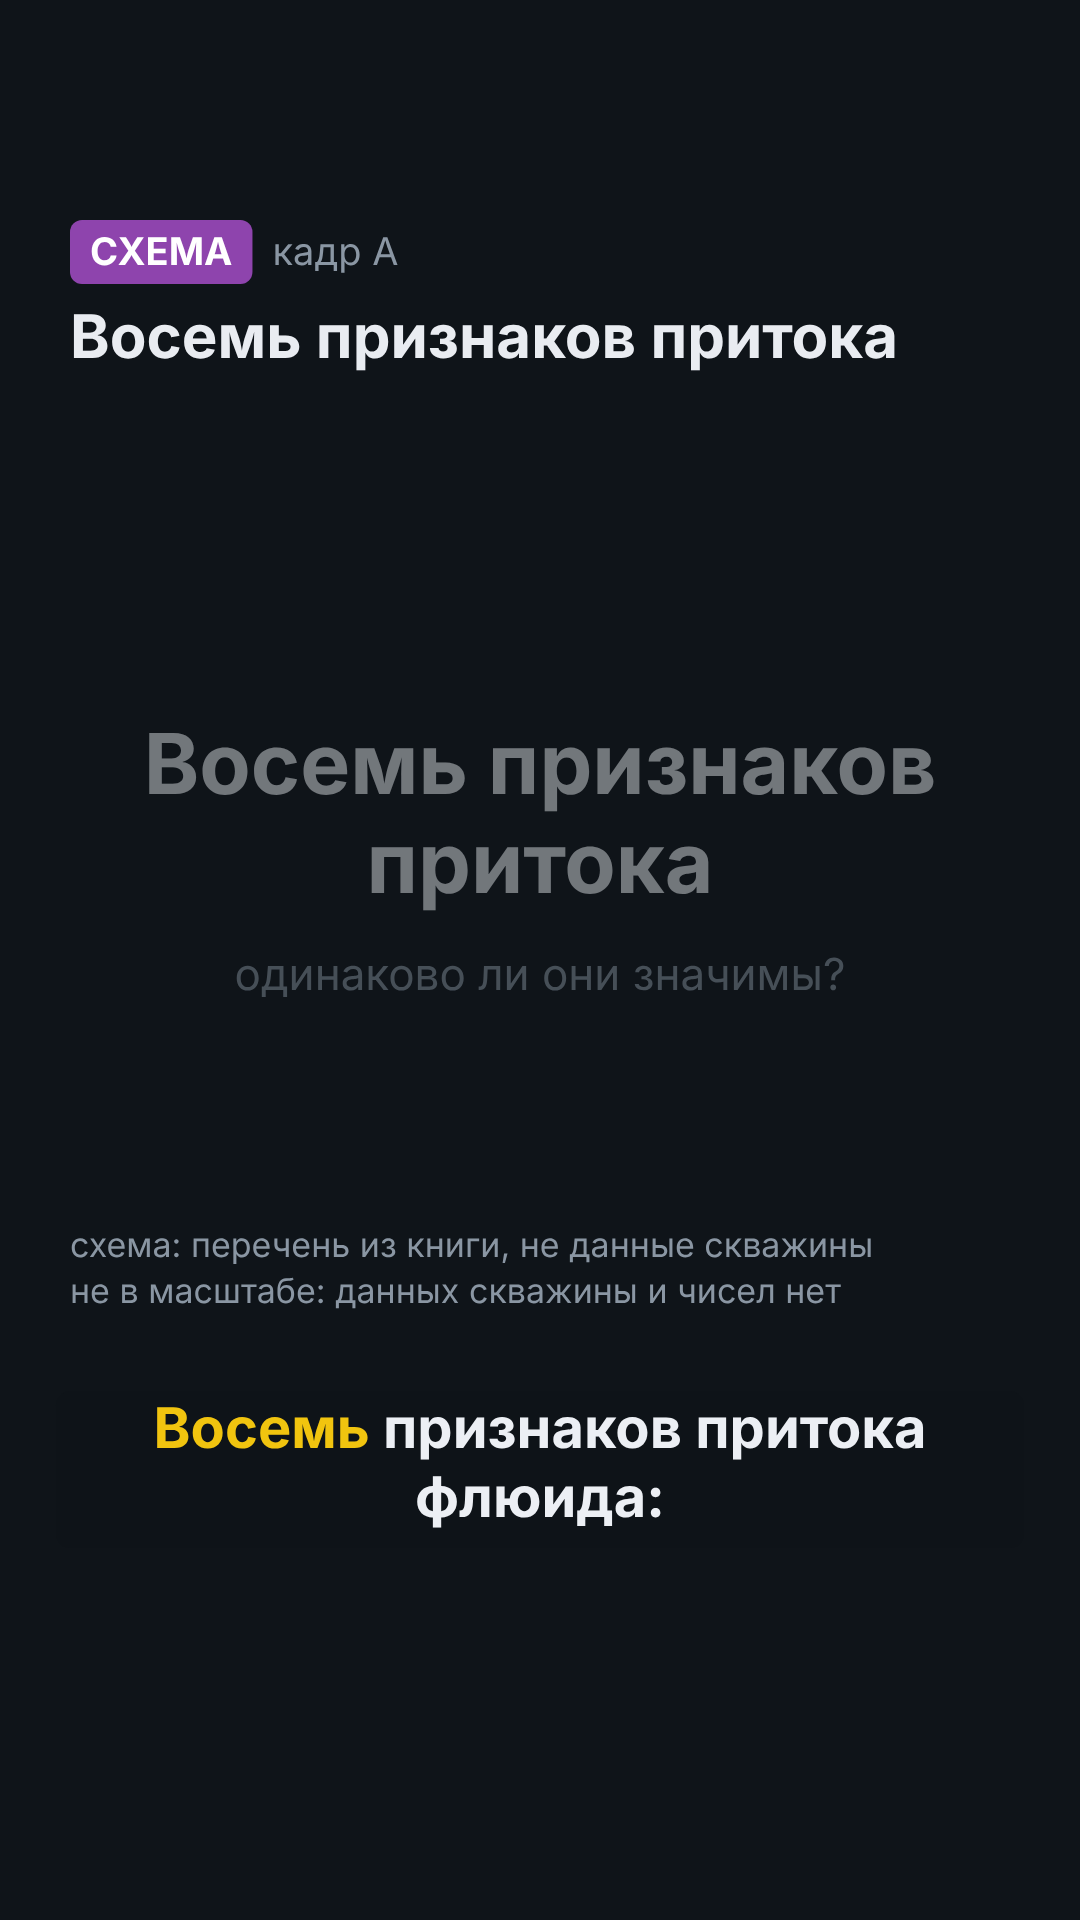 СХЕМА кадр А
Восемь признаков притока
Восемь признаков
притока
одинаково ли они значимы?
схема: перечень из книги, не данные скважины
не в масштабе: данных скважины и чисел нет
Восемь признаков притока
флюида: